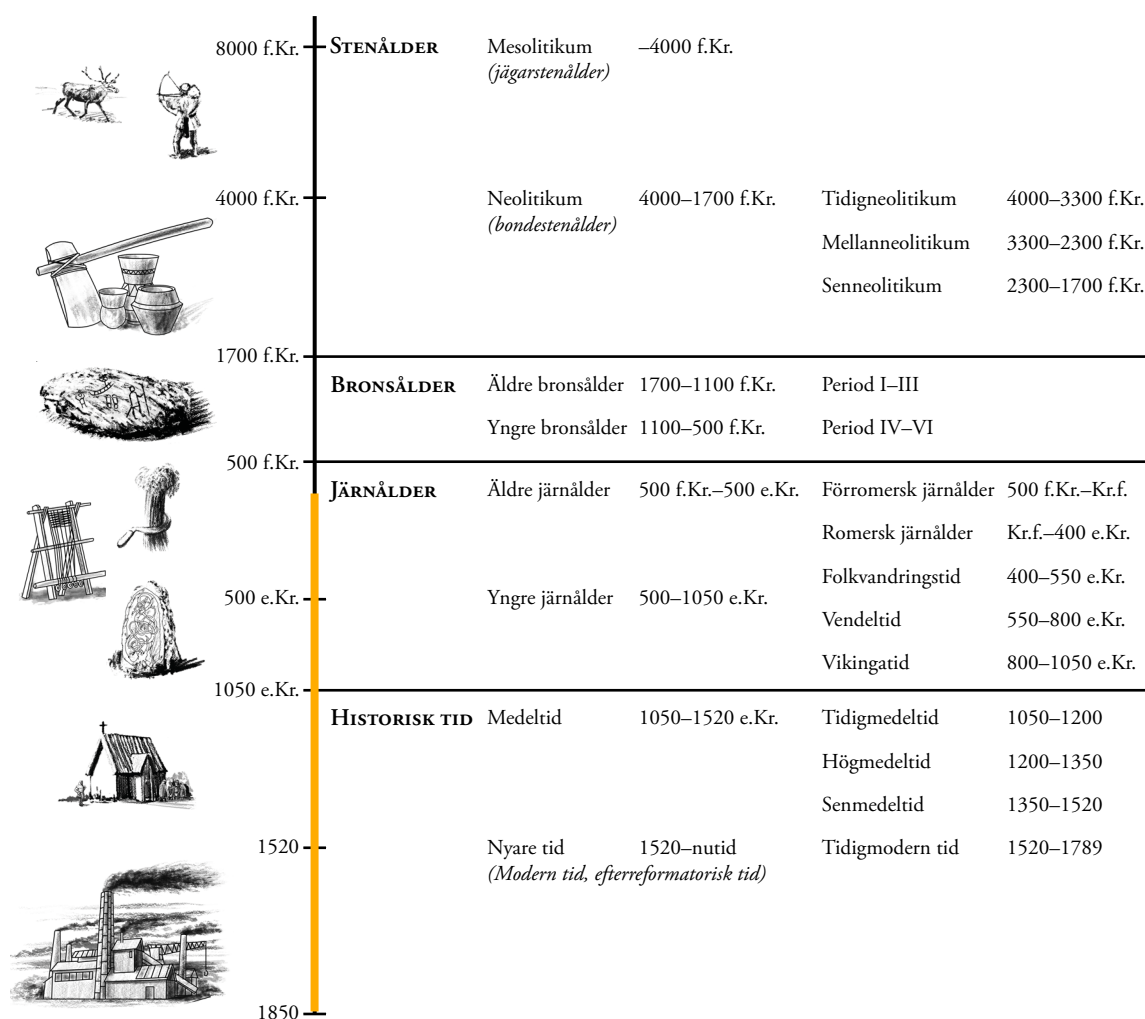 8000 f.Kr. STENÅLDER Mesolitikum –4000 f.Kr.
(jägarstenålder)
4000 f.Kr. Neolitikum 4000–1700 f.Kr. Tidigneolitikum 4000–3300 f.Kr.
(bondestenålder)
Mellanneolitikum 3300–2300 f.Kr.
Senneolitikum 2300–1700 f.Kr.
1700 f.Kr.
BRONSÅLDER Äldre bronsålder 1700–1100 f.Kr. Period I–III
Yngre bronsålder 1100–500 f.Kr. Period IV–VI
500 f.Kr.
JÄRNÅLDER Äldre järnålder 500 f.Kr.–500 e.Kr. Förromersk järnålder 500 f.Kr.–Kr.f.
Romersk järnålder Kr.f.–400 e.Kr.
Folkvandringstid 400–550 e.Kr.
500 e.Kr. Yngre järnålder 500–1050 e.Kr.
Vendeltid 550–800 e.Kr.
Vikingatid 800–1050 e.Kr.
1050 e.Kr.
HISTORISK TID Medeltid 1050–1520 e.Kr. Tidigmedeltid 1050–1200
Högmedeltid 1200–1350
Senmedeltid 1350–1520
1520 Nyare tid 1520–nutid Tidigmodern tid 1520–1789
(Modern tid, efterreformatorisk tid)
1850